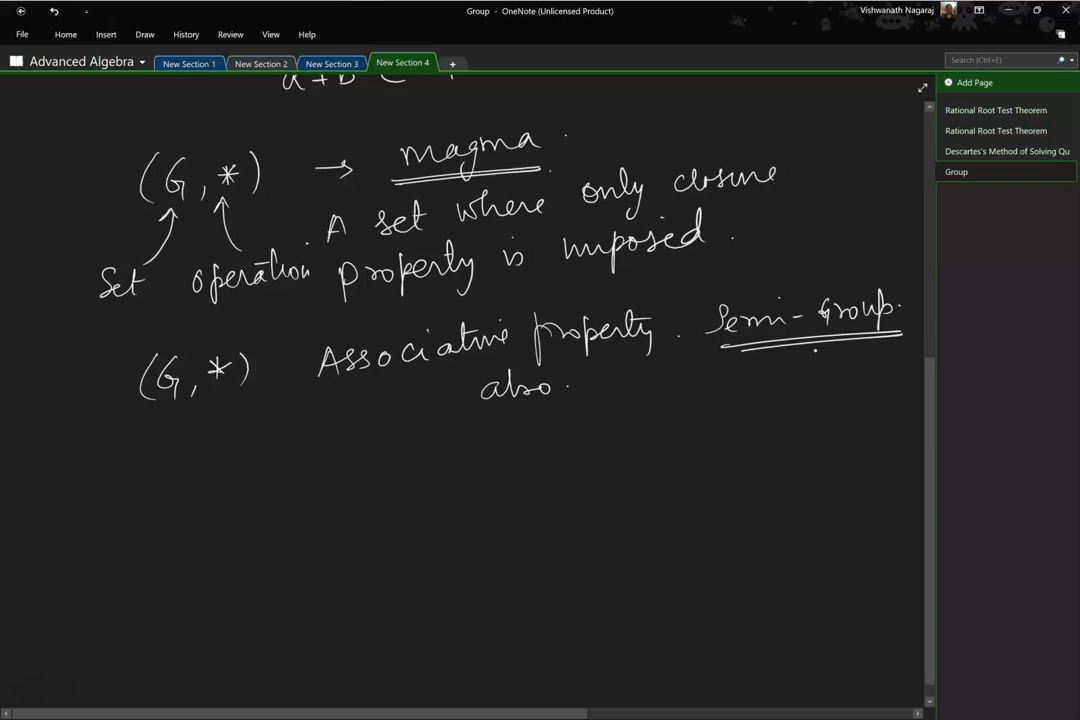 Group - OneNote (Unlicensed Product)
Vishwanath Nagaraj
File Home Insert Draw History Review View Help
Advanced Algebra New Section 1 New Section 2 New Section 3 New Section 4 +
Search (Ctrl+E)
Add Page
Rational Root Test Theorem
Rational Root Test Theorem
Descartes's Method of Solving Qu
Group
a + b ∈
(G, *) → magma.
A set where only closure
Set operation property is imposed.
(G, *) Associative property. Semi-Group.
also.